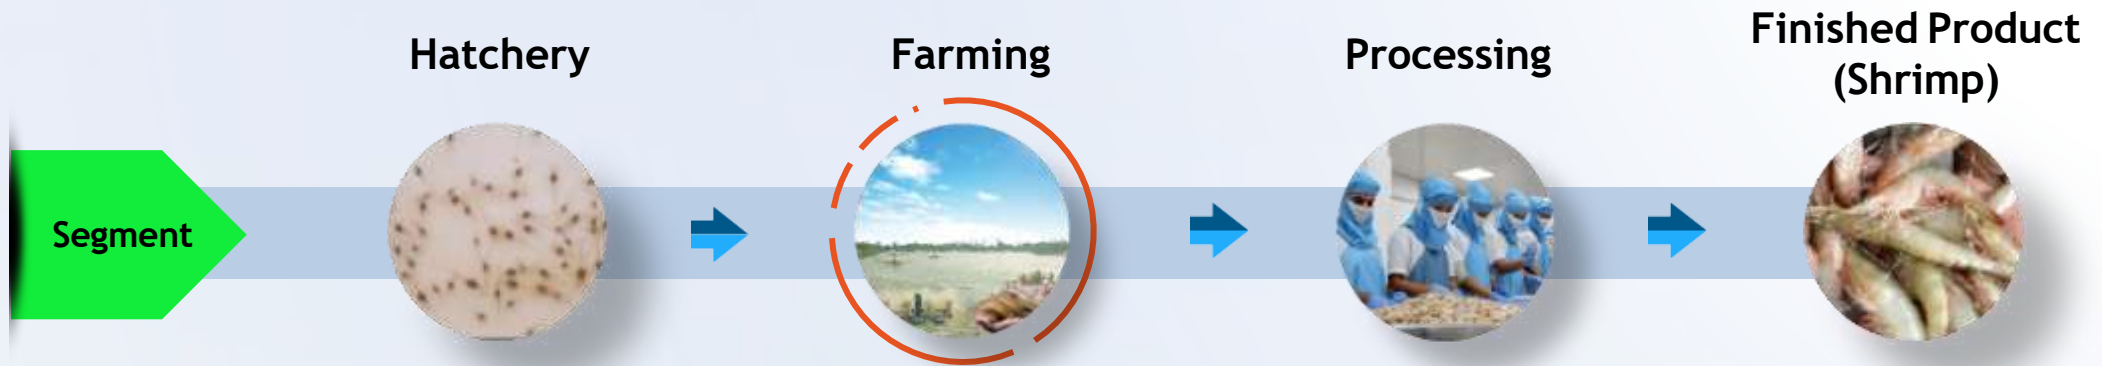 Hatchery
Farming
Processing
Finished Product
(Shrimp)
Segment